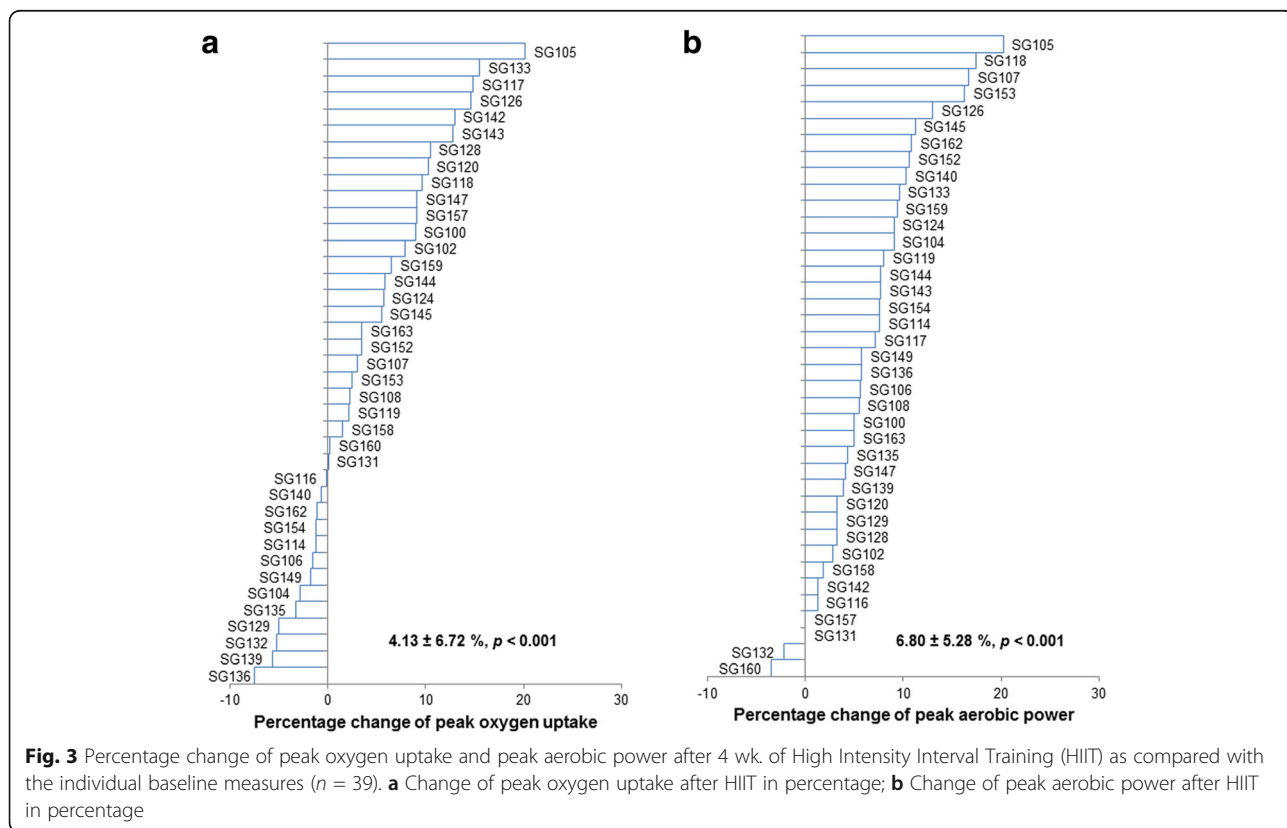 a
SG105
SG133
SG117
SG126
SG142
SG143
SG128
SG120
SG118
SG147
SG157
SG100
SG102
SG159
SG144
SG124
SG145
SG163
SG152
SG107
SG153
SG108
SG119
SG158
SG160
SG131
SG116
SG140
SG162
SG154
SG114
SG106
SG149
SG104
SG135
SG129
SG132
SG139
SG136
4.13 ± 6.72 %, p < 0.001
-10 0 10 20 30
Percentage change of peak oxygen uptake
b
SG105
SG118
SG107
SG153
SG126
SG145
SG162
SG152
SG140
SG133
SG159
SG124
SG104
SG119
SG144
SG143
SG154
SG114
SG117
SG149
SG136
SG106
SG108
SG100
SG163
SG135
SG147
SG139
SG120
SG129
SG128
SG102
SG158
SG142
SG116
SG157
SG131
SG132
SG160
6.80 ± 5.28 %, p < 0.001
-10 0 10 20 30
Percentage change of peak aerobic power
Fig. 3 Percentage change of peak oxygen uptake and peak aerobic power after 4 wk. of High Intensity Interval Training (HIIT) as compared with
the individual baseline measures (n = 39). a Change of peak oxygen uptake after HIIT in percentage; b Change of peak aerobic power after HIIT
in percentage